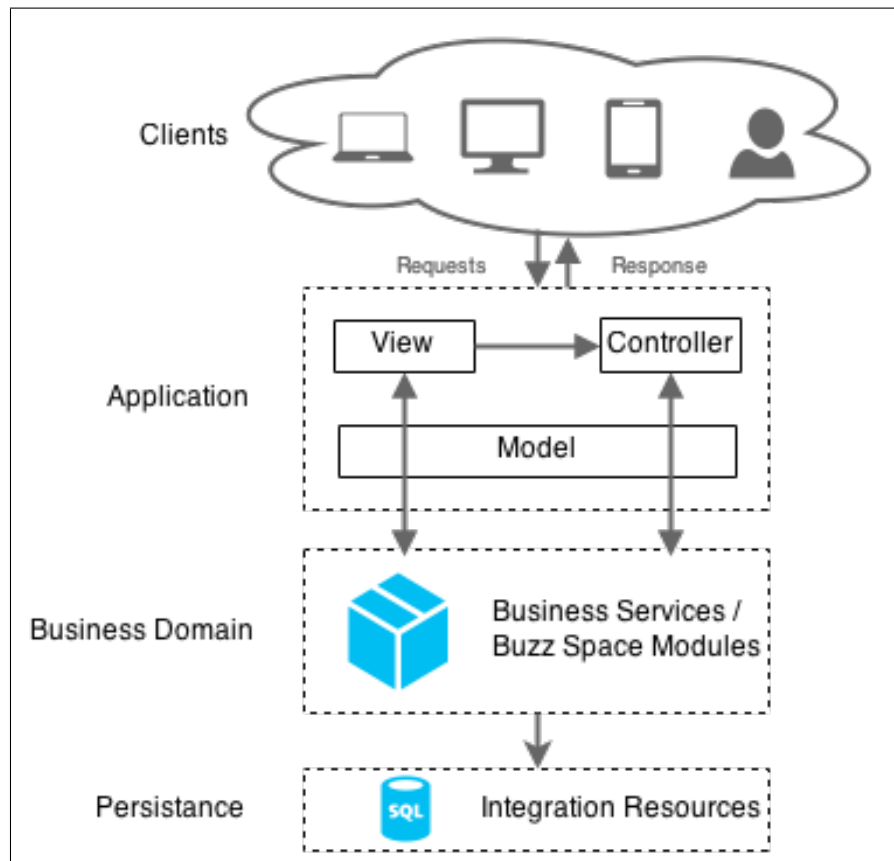 Clients
Requests
Response
View
Controller
Application
Model
Business Domain
Business Services /
Buzz Space Modules
Persistance
SQL
Integration Resources